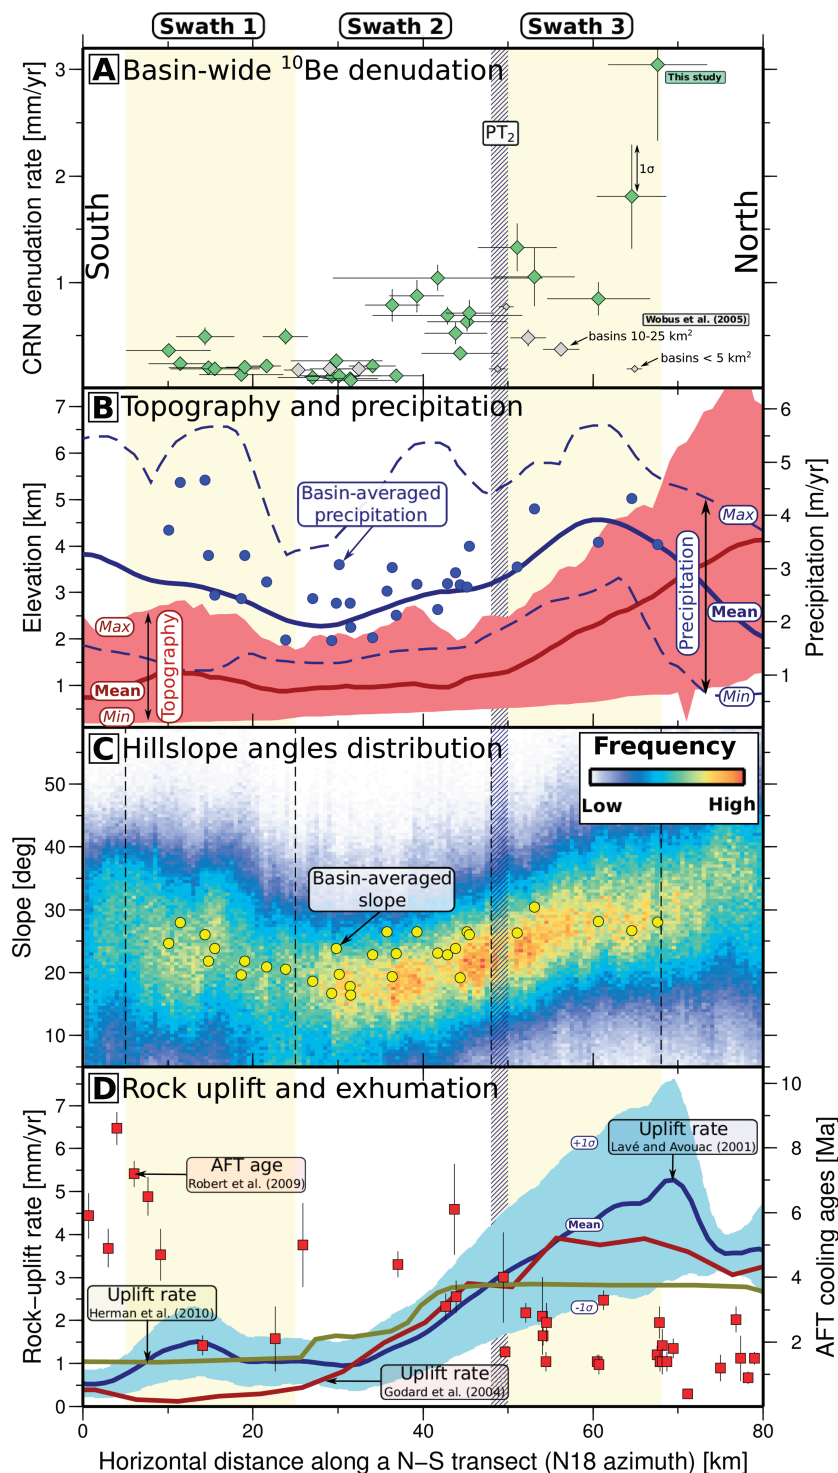 Swath 1 Swath 2 Swath 3
A Basin-wide ¹⁰Be denudation
CRN denudation rate [mm/yr]
3
2
1
South
North
PT₂
This study
1σ
Wobus et al. (2005)
basins 10-25 km²
basins < 5 km²
B Topography and precipitation
Elevation [km]
7
6
5
4
3
2
1
Precipitation [m/yr]
6
5
4
3
2
1
Basin-averaged
precipitation
Max
Mean
Min
Topography
Precipitation
Max
Mean
Min
C Hillslope angles distribution
Frequency
Low High
Slope [deg]
50
40
30
20
10
Basin-averaged
slope
D Rock uplift and exhumation
Rock−uplift rate [mm/yr]
7
6
5
4
3
2
1
0
AFT cooling ages [Ma]
10
8
6
4
2
AFT age
Robert et al. (2009)
Uplift rate
Lavé and Avouac (2001)
+1σ
Mean
-1σ
Uplift rate
Herman et al. (2010)
Uplift rate
Godard et al. (2004)
0 20 40 60 80
Horizontal distance along a N−S transect (N18 azimuth) [km]